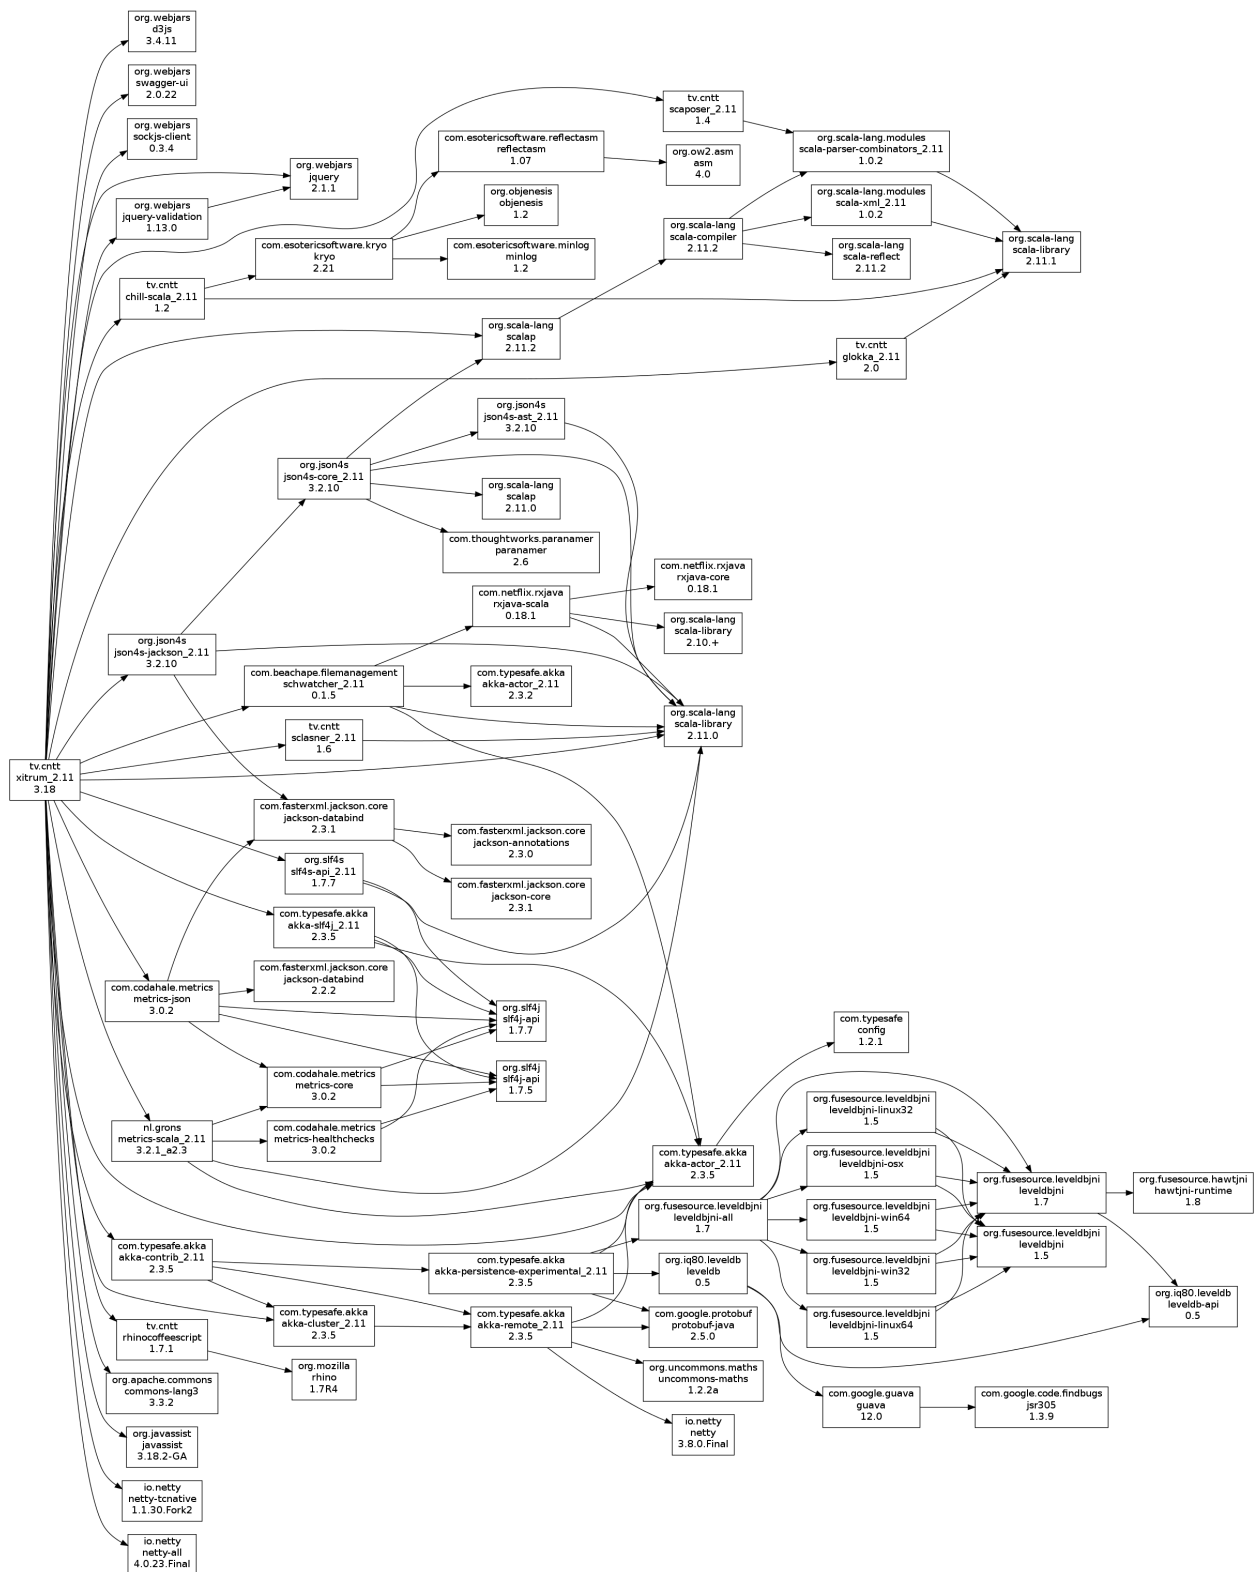 org.webjars
d3js
3.4.11
org.webjars
swagger-ui
2.0.22
org.webjars
sockjs-client
0.3.4
org.webjars
jquery
2.1.1
org.webjars
jquery-validation
1.13.0
tv.cntt
chill-scala_2.11
1.2
com.esotericsoftware.kryo
kryo
2.21
com.esotericsoftware.reflectasm
reflectasm
1.07
org.objenesis
objenesis
1.2
com.esotericsoftware.minlog
minlog
1.2
org.scala-lang
scalap
2.11.2
tv.cntt
scaposer_2.11
1.4
org.ow2.asm
asm
4.0
org.scala-lang
scala-compiler
2.11.2
org.scala-lang.modules
scala-parser-combinators_2.11
1.0.2
org.scala-lang.modules
scala-xml_2.11
1.0.2
org.scala-lang
scala-reflect
2.11.2
org.scala-lang
scala-library
2.11.1
tv.cntt
glokka_2.11
2.0
org.json4s
json4s-ast_2.11
3.2.10
org.json4s
json4s-core_2.11
3.2.10
org.scala-lang
scalap
2.11.0
com.thoughtworks.paranamer
paranamer
2.6
com.netflix.rxjava
rxjava-core
0.18.1
com.netflix.rxjava
rxjava-scala
0.18.1
org.scala-lang
scala-library
2.10.+
org.json4s
json4s-jackson_2.11
3.2.10
com.beachape.filemanagement
schwatcher_2.11
0.1.5
com.typesafe.akka
akka-actor_2.11
2.3.2
org.scala-lang
scala-library
2.11.0
tv.cntt
sclasner_2.11
1.6
tv.cntt
xitrum_2.11
3.18
com.fasterxml.jackson.core
jackson-databind
2.3.1
com.fasterxml.jackson.core
jackson-annotations
2.3.0
org.slf4s
slf4s-api_2.11
1.7.7
com.fasterxml.jackson.core
jackson-core
2.3.1
com.typesafe.akka
akka-slf4j_2.11
2.3.5
com.fasterxml.jackson.core
jackson-databind
2.2.2
com.codahale.metrics
metrics-json
3.0.2
org.slf4j
slf4j-api
1.7.7
com.typesafe
config
1.2.1
com.codahale.metrics
metrics-core
3.0.2
org.slf4j
slf4j-api
1.7.5
nl.grons
metrics-scala_2.11
3.2.1_a2.3
com.codahale.metrics
metrics-healthchecks
3.0.2
com.typesafe.akka
akka-actor_2.11
2.3.5
org.fusesource.leveldbjni
leveldbjni-linux32
1.5
org.fusesource.leveldbjni
leveldbjni-osx
1.5
org.fusesource.leveldbjni
leveldbjni-all
1.7
org.fusesource.leveldbjni
leveldbjni-win64
1.5
org.fusesource.leveldbjni
leveldbjni
1.7
org.fusesource.hawtjni
hawtjni-runtime
1.8
org.fusesource.leveldbjni
leveldbjni
1.5
com.typesafe.akka
akka-contrib_2.11
2.3.5
com.typesafe.akka
akka-persistence-experimental_2.11
2.3.5
org.iq80.leveldb
leveldb
0.5
org.fusesource.leveldbjni
leveldbjni-win32
1.5
org.iq80.leveldb
leveldb-api
0.5
com.typesafe.akka
akka-cluster_2.11
2.3.5
com.typesafe.akka
akka-remote_2.11
2.3.5
com.google.protobuf
protobuf-java
2.5.0
org.fusesource.leveldbjni
leveldbjni-linux64
1.5
tv.cntt
rhinocoffeescript
1.7.1
org.mozilla
rhino
1.7R4
org.uncommons.maths
uncommons-maths
1.2.2a
org.apache.commons
commons-lang3
3.3.2
com.google.guava
guava
12.0
com.google.code.findbugs
jsr305
1.3.9
io.netty
netty
3.8.0.Final
org.javassist
javassist
3.18.2-GA
io.netty
netty-tcnative
1.1.30.Fork2
io.netty
netty-all
4.0.23.Final